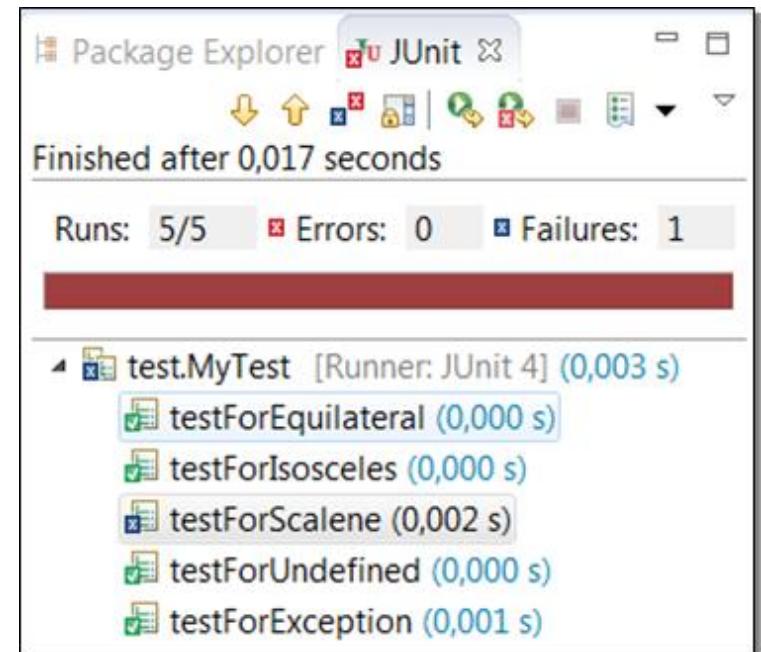 Package Explorer JUnit
Finished after 0,017 seconds
Runs: 5/5 Errors: 0 Failures: 1
test.MyTest [Runner: JUnit 4] (0,003 s)
testForEquilateral (0,000 s)
testForIsosceles (0,000 s)
testForScalene (0,002 s)
testForUndefined (0,000 s)
testForException (0,001 s)